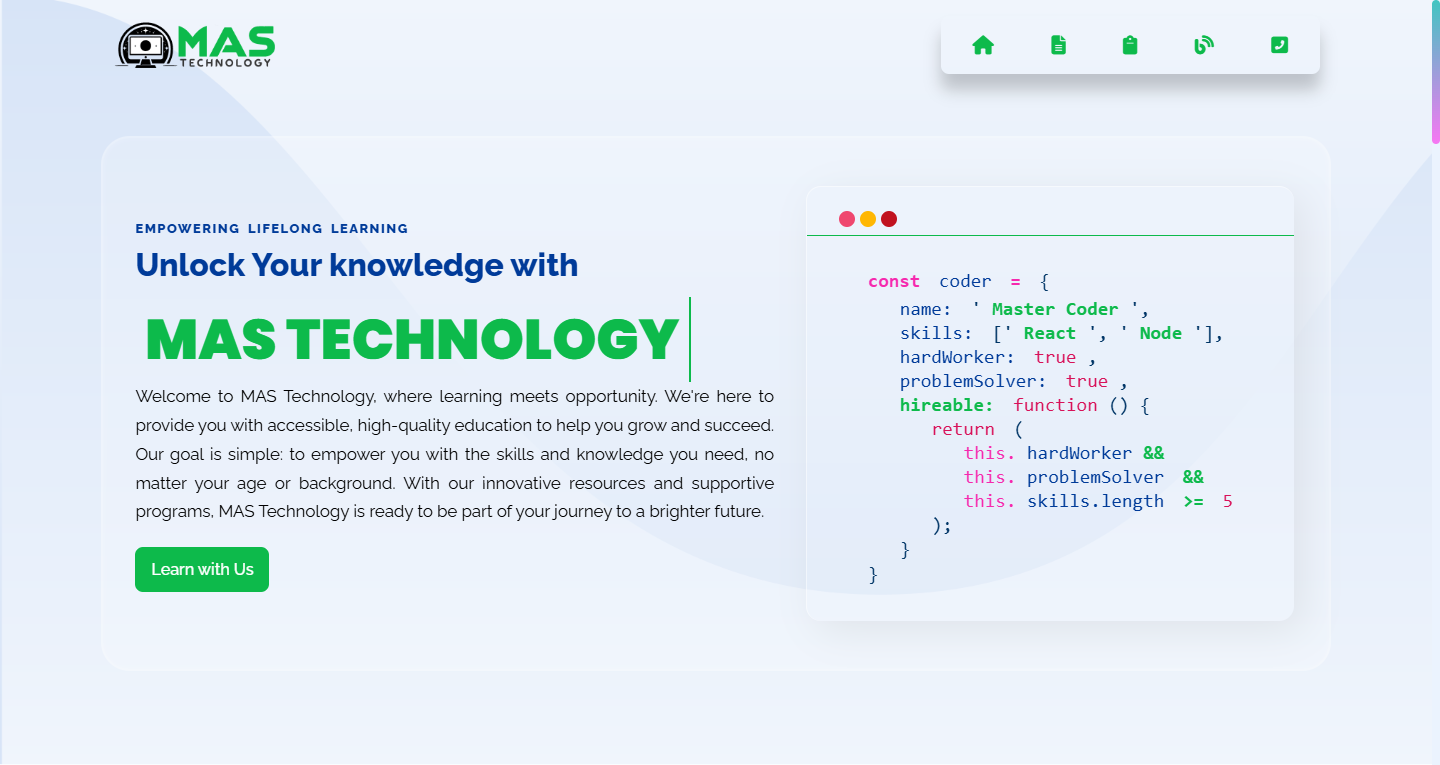 MAS
TECHNOLOGY
EMPOWERING LIFELONG LEARNING
Unlock Your knowledge with
MAS TECHNOLOGY
Welcome to MAS Technology, where learning meets opportunity. We're here to
provide you with accessible, high-quality education to help you grow and succeed.
Our goal is simple: to empower you with the skills and knowledge you need, no
matter your age or background. With our innovative resources and supportive
programs, MAS Technology is ready to be part of your journey to a brighter future.
Learn with Us
const coder = {
name: ' Master Coder ',
skills: [' React ', ' Node '],
hardWorker: true ,
problemSolver: true ,
hireable: function () {
return (
this. hardWorker &&
this. problemSolver &&
this. skills.length >= 5
);
}
}